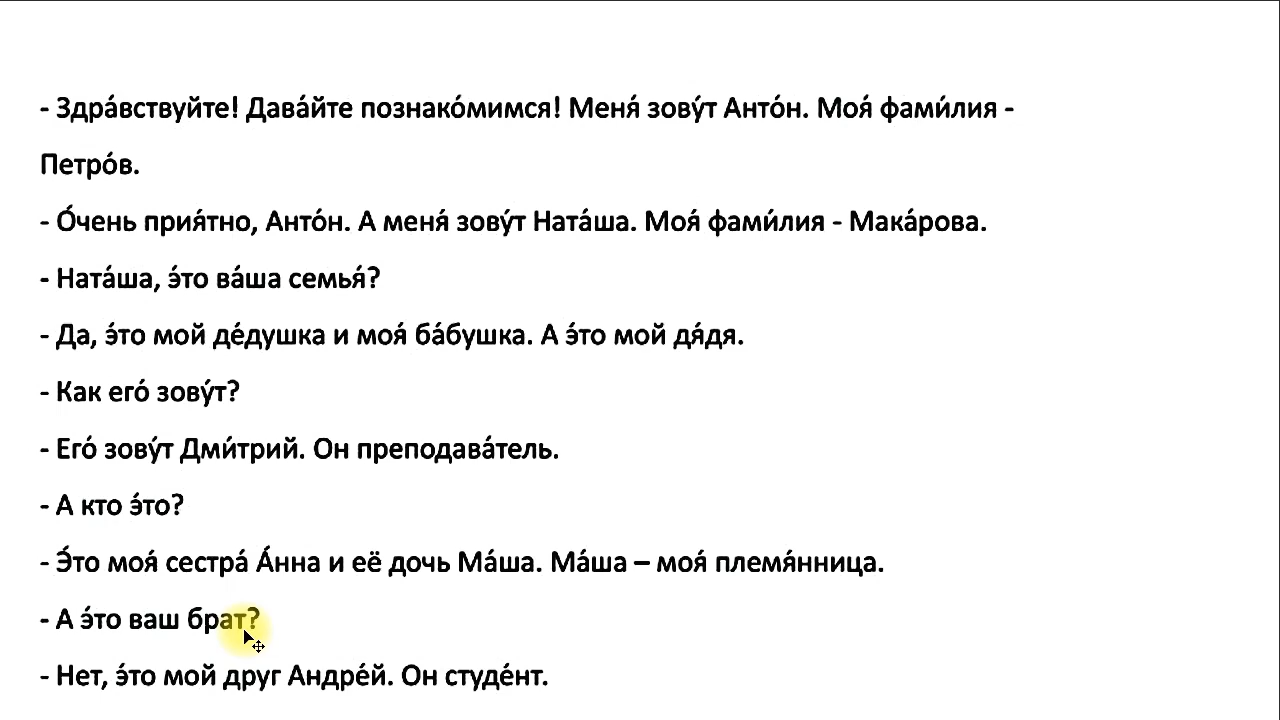 - Здра́вствуйте! Дава́йте познако́мимся! Меня́ зову́т Анто́н. Моя́ фами́лия -
Петро́в.
- О́чень прия́тно, Анто́н. А меня́ зову́т Ната́ша. Моя́ фами́лия - Мака́рова.
- Ната́ша, э́то ва́ша семья́?
- Да, э́то мой де́душка и моя́ ба́бушка. А э́то мой дя́дя.
- Как его́ зову́т?
- Его́ зову́т Дми́трий. Он преподава́тель.
- А кто э́то?
- Э́то моя́ сестра́ А́нна и её дочь Ма́ша. Ма́ша – моя́ племя́нница.
- А э́то ваш брат?
- Нет, э́то мой друг Андре́й. Он студе́нт.